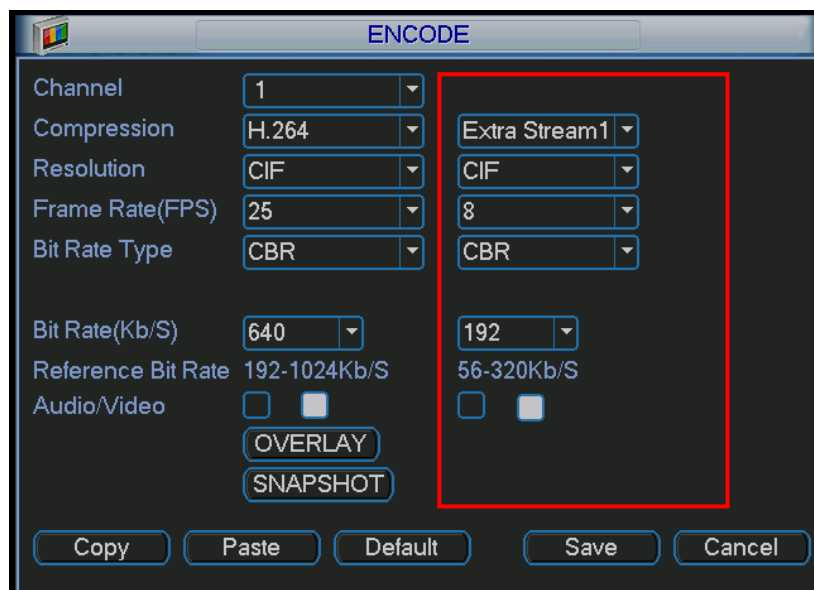 ENCODE
Channel 1
Compression H.264 Extra Stream1
Resolution CIF CIF
Frame Rate(FPS) 25 8
Bit Rate Type CBR CBR
Bit Rate(Kb/S) 640 192
Reference Bit Rate 192-1024Kb/S 56-320Kb/S
Audio/Video
OVERLAY
SNAPSHOT
Copy Paste Default Save Cancel